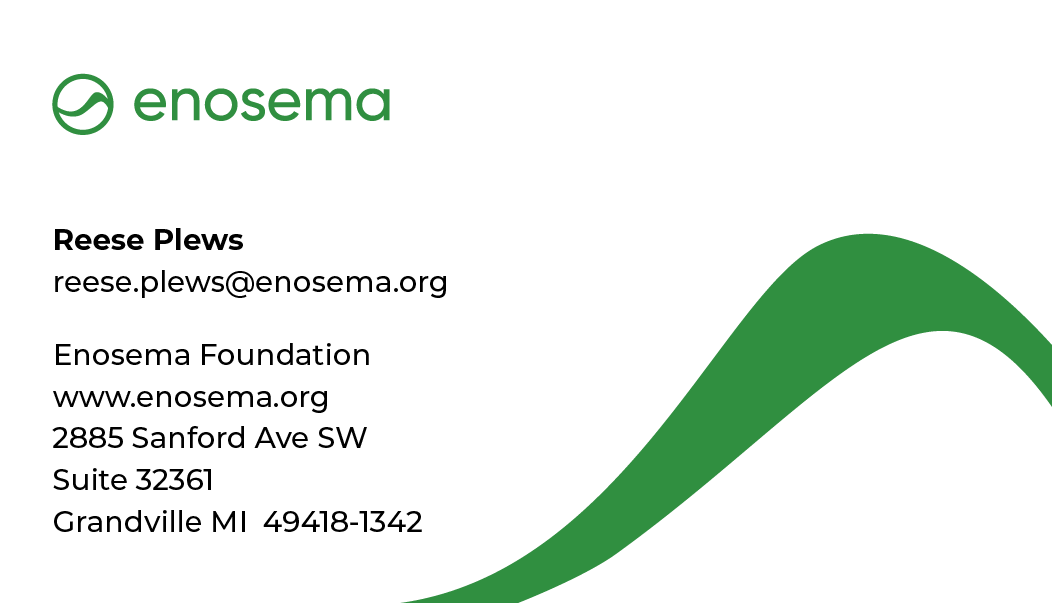 enosema
Reese Plews
reese.plews@enosema.org
Enosema Foundation
www.enosema.org
2885 Sanford Ave SW
Suite 32361
Grandville MI  49418-1342